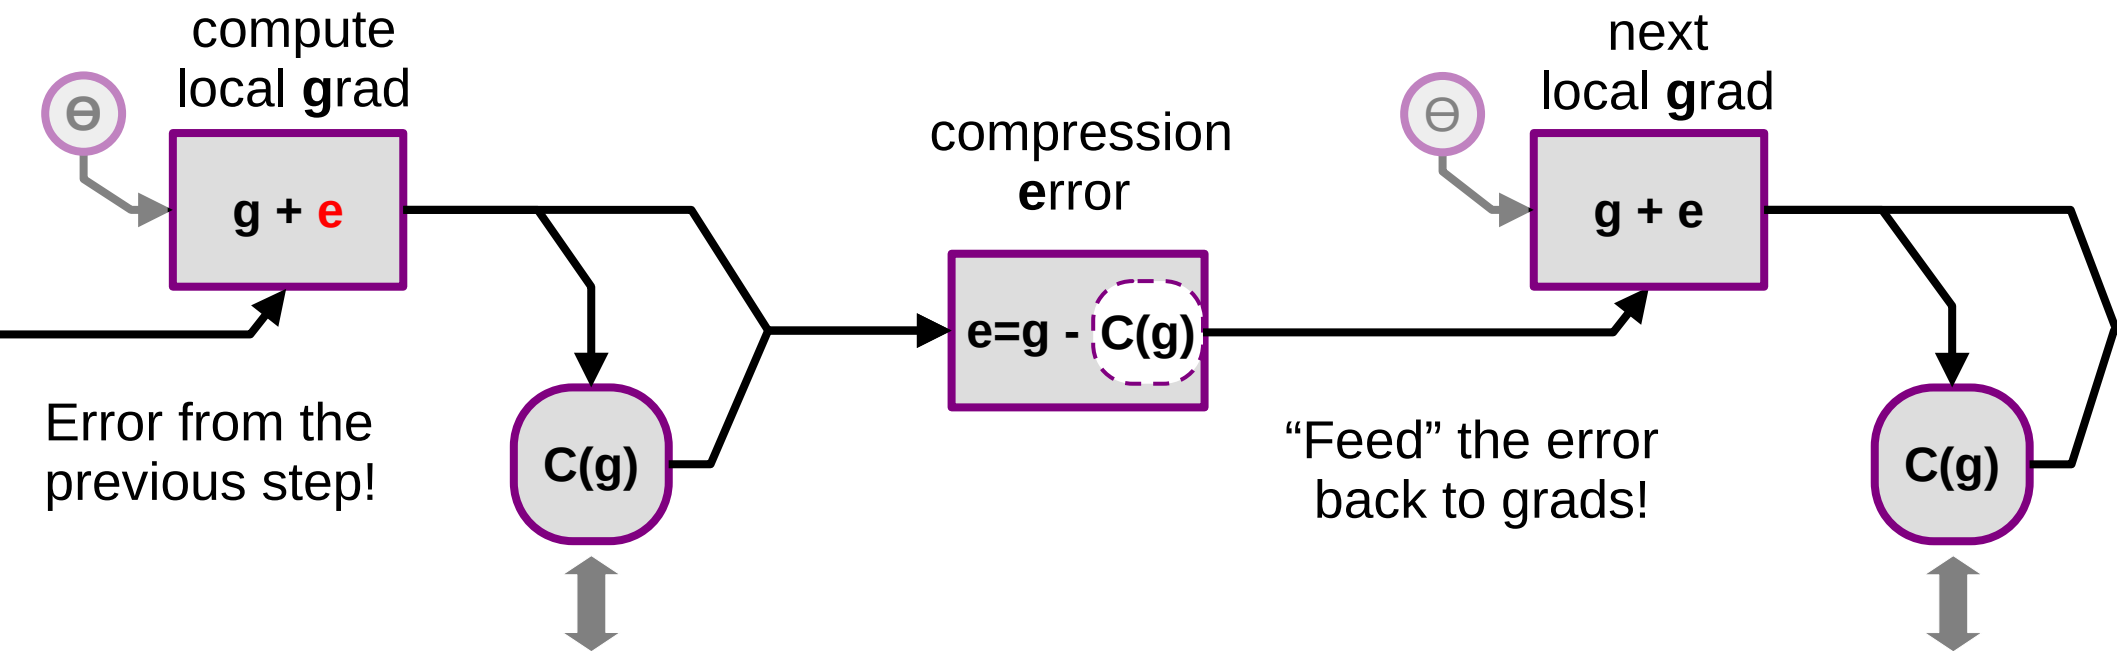 compute
local grad
Ɵ
g + e
Error from the
previous step!
C(g)
compression
error
e=g - C(g)
“Feed” the error
back to grads!
next
local grad
Ɵ
g + e
C(g)